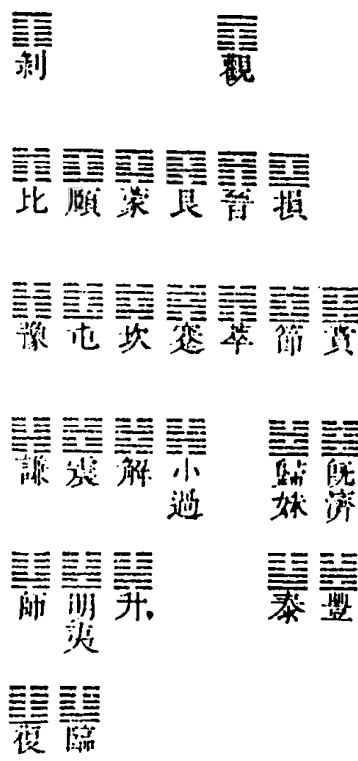 剝 觀
比 頤 蒙 艮 晉 損
豫 屯 坎 蹇 萃 節 賁
謙 震 解 小過 歸妹 既濟
師 明夷 升 泰 豐
復 臨